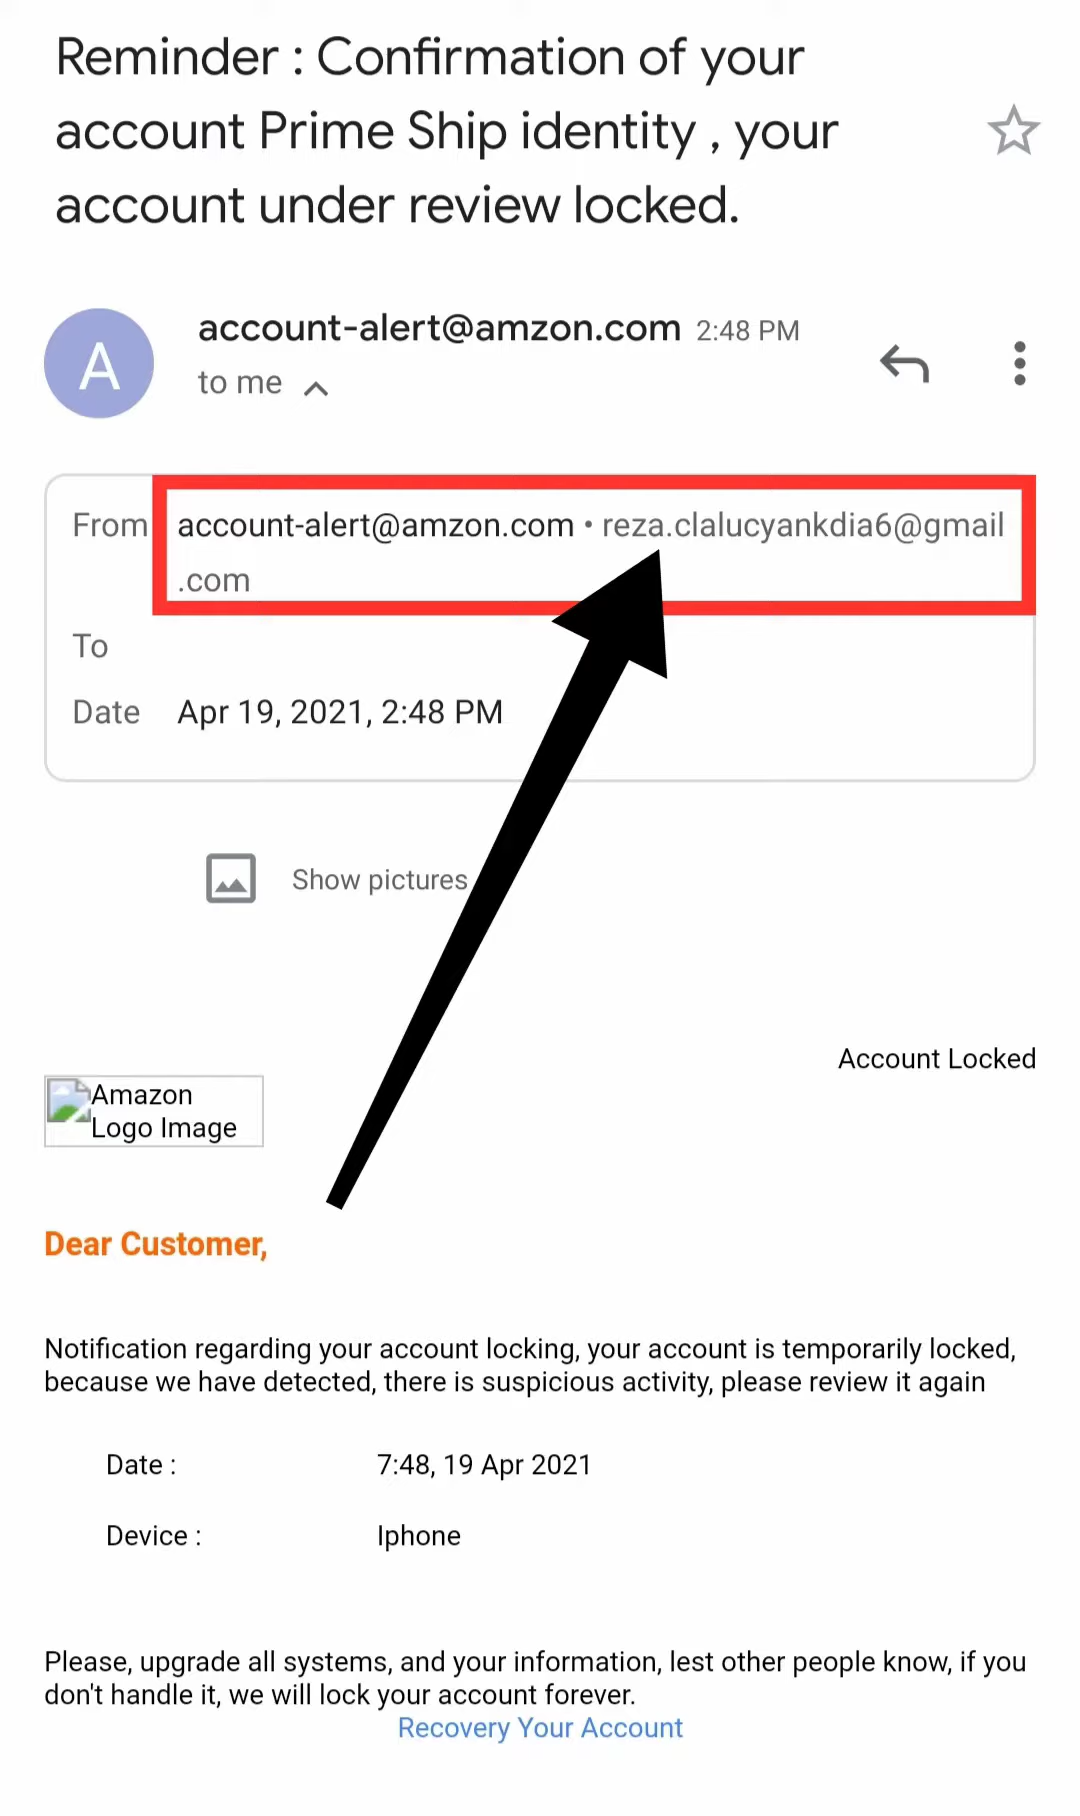 Reminder : Confirmation of your
account Prime Ship identity , your
account under review locked.
A
account-alert@amzon.com 2:48 PM
to me
From account-alert@amzon.com • reza.clalucyankdia6@gmail
.com
To
Date Apr 19, 2021, 2:48 PM
Show pictures
Account Locked
Amazon
Logo Image
Dear Customer,
Notification regarding your account locking, your account is temporarily locked,
because we have detected, there is suspicious activity, please review it again
Date : 7:48, 19 Apr 2021
Device : Iphone
Please, upgrade all systems, and your information, lest other people know, if you
don't handle it, we will lock your account forever.
Recovery Your Account